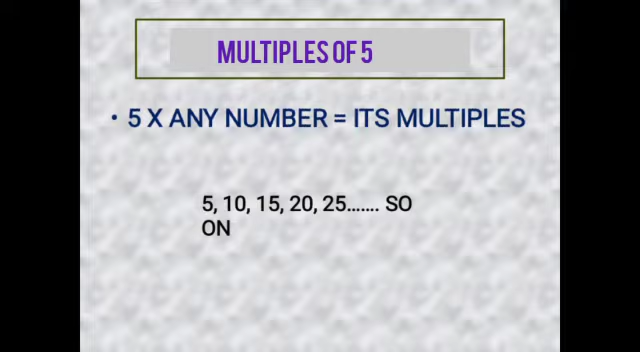 MULTIPLES OF 5
• 5 X ANY NUMBER = ITS MULTIPLES
5, 10, 15, 20, 25....... SO
ON